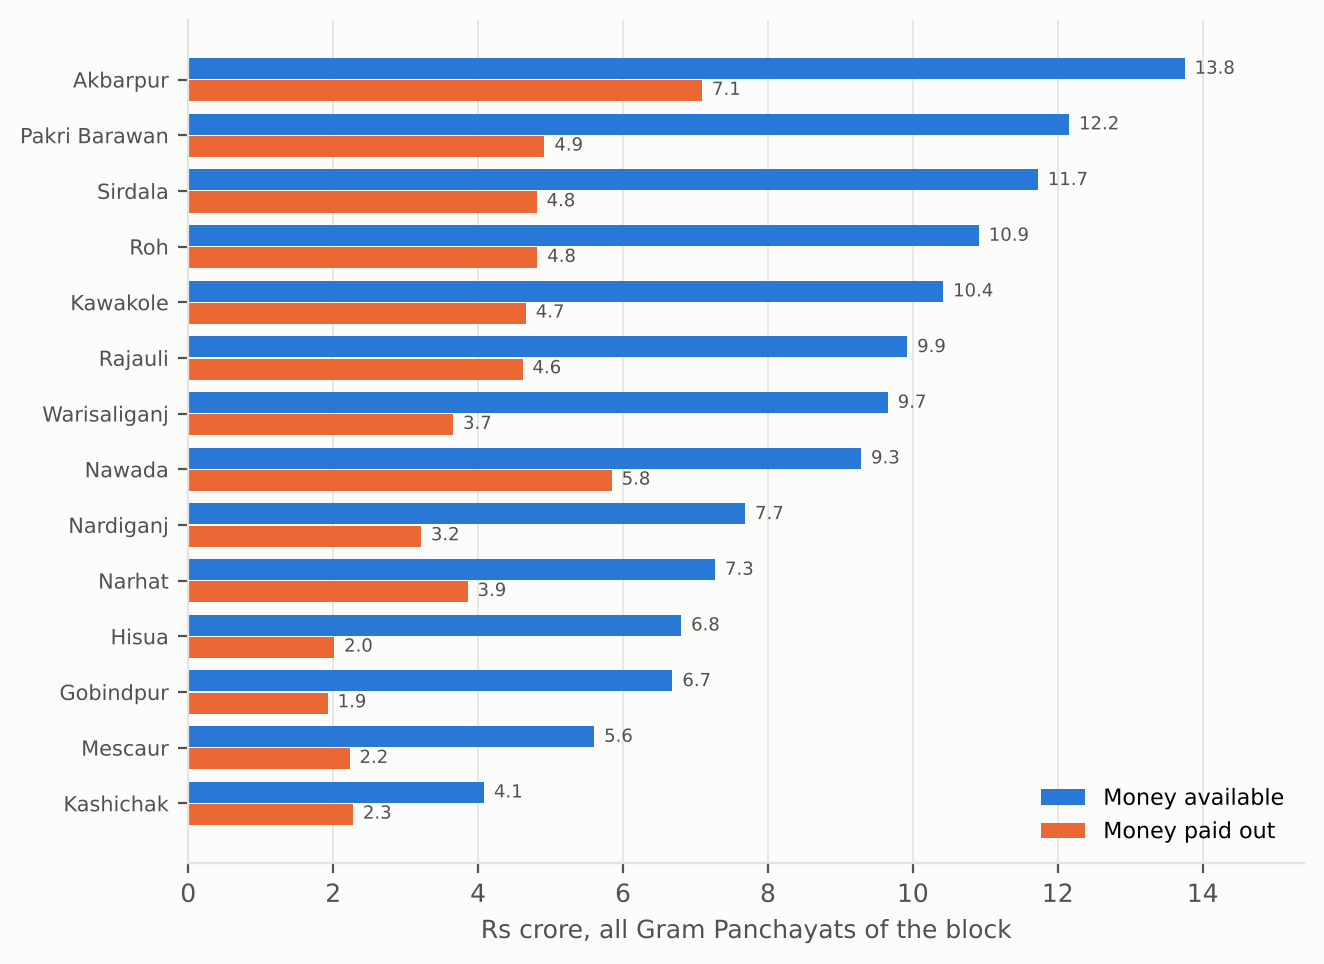 Akbarpur 13.8 7.1
Pakri Barawan 12.2 4.9
Sirdala 11.7 4.8
Roh 10.9 4.8
Kawakole 10.4 4.7
Rajauli 9.9 4.6
Warisaliganj 9.7 3.7
Nawada 9.3 5.8
Nardiganj 7.7 3.2
Narhat 7.3 3.9
Hisua 6.8 2.0
Gobindpur 6.7 1.9
Mescaur 5.6 2.2
Kashichak 4.1 2.3
Money available
Money paid out
0 2 4 6 8 10 12 14
Rs crore, all Gram Panchayats of the block